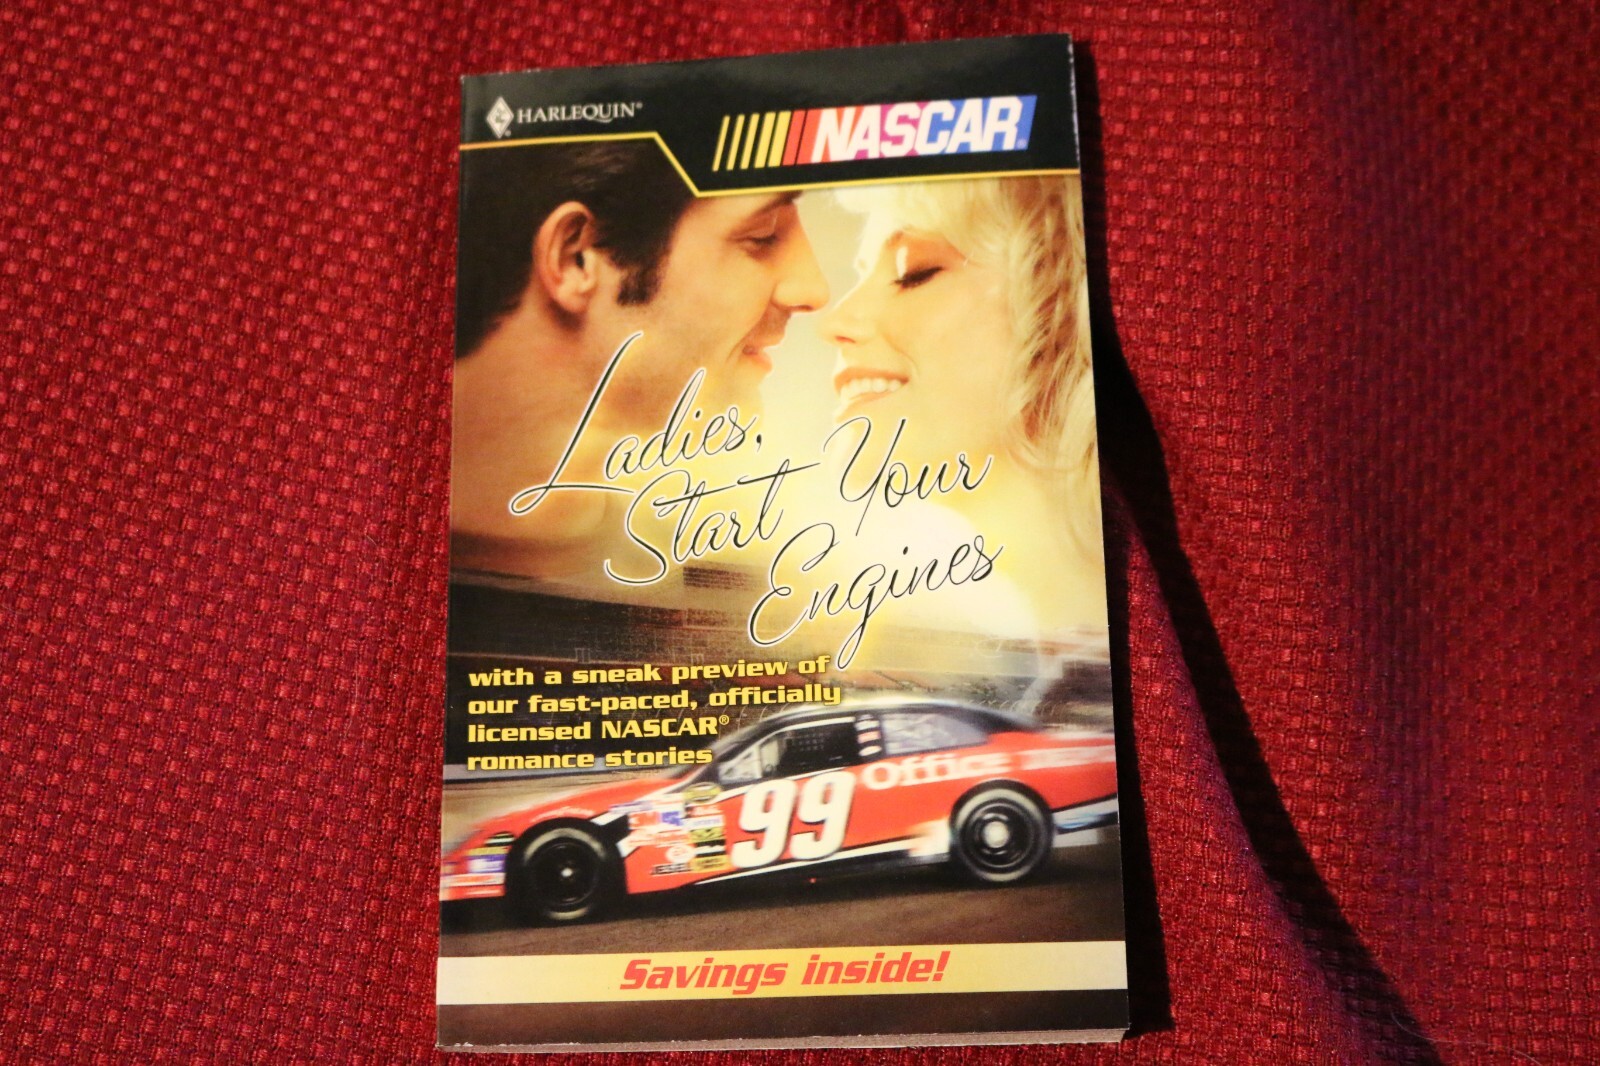 HARLEQUIN®
NASCAR®
Ladies,
Start Your
Engines
with a sneak preview of
our fast-paced, officially
licensed NASCAR®
romance stories
99
Office
Savings inside!